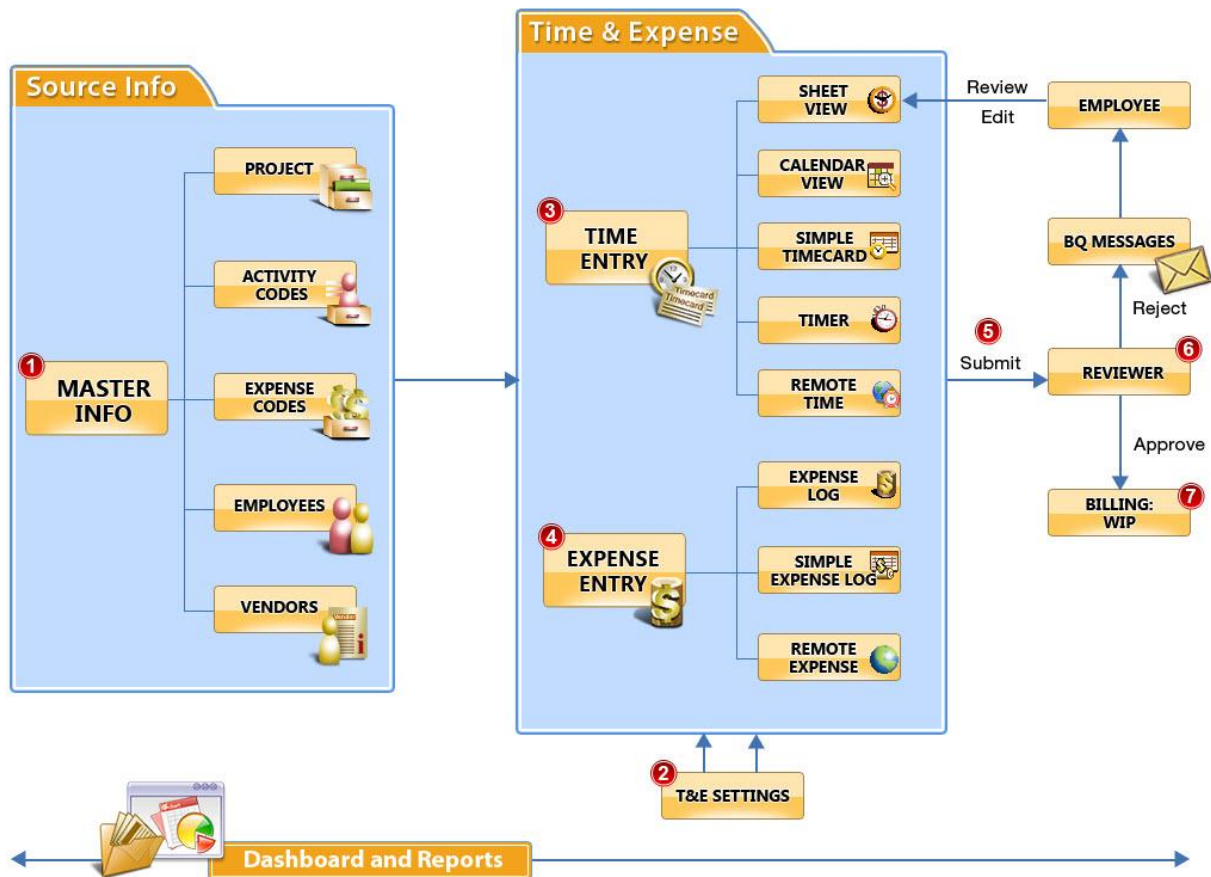 Source Info
1
MASTER
INFO
PROJECT
ACTIVITY
CODES
EXPENSE
CODES
EMPLOYEES
VENDORS
Time & Expense
3
TIME
ENTRY
Timecard
Timecard
SHEET
VIEW
CALENDAR
VIEW
SIMPLE
TIMECARD
TIMER
REMOTE
TIME
4
EXPENSE
ENTRY
EXPENSE
LOG
SIMPLE
EXPENSE LOG
REMOTE
EXPENSE
2
T&E SETTINGS
Review
Edit
EMPLOYEE
BQ MESSAGES
Reject
5
Submit
6
REVIEWER
Approve
7
BILLING:
WIP
Dashboard and Reports